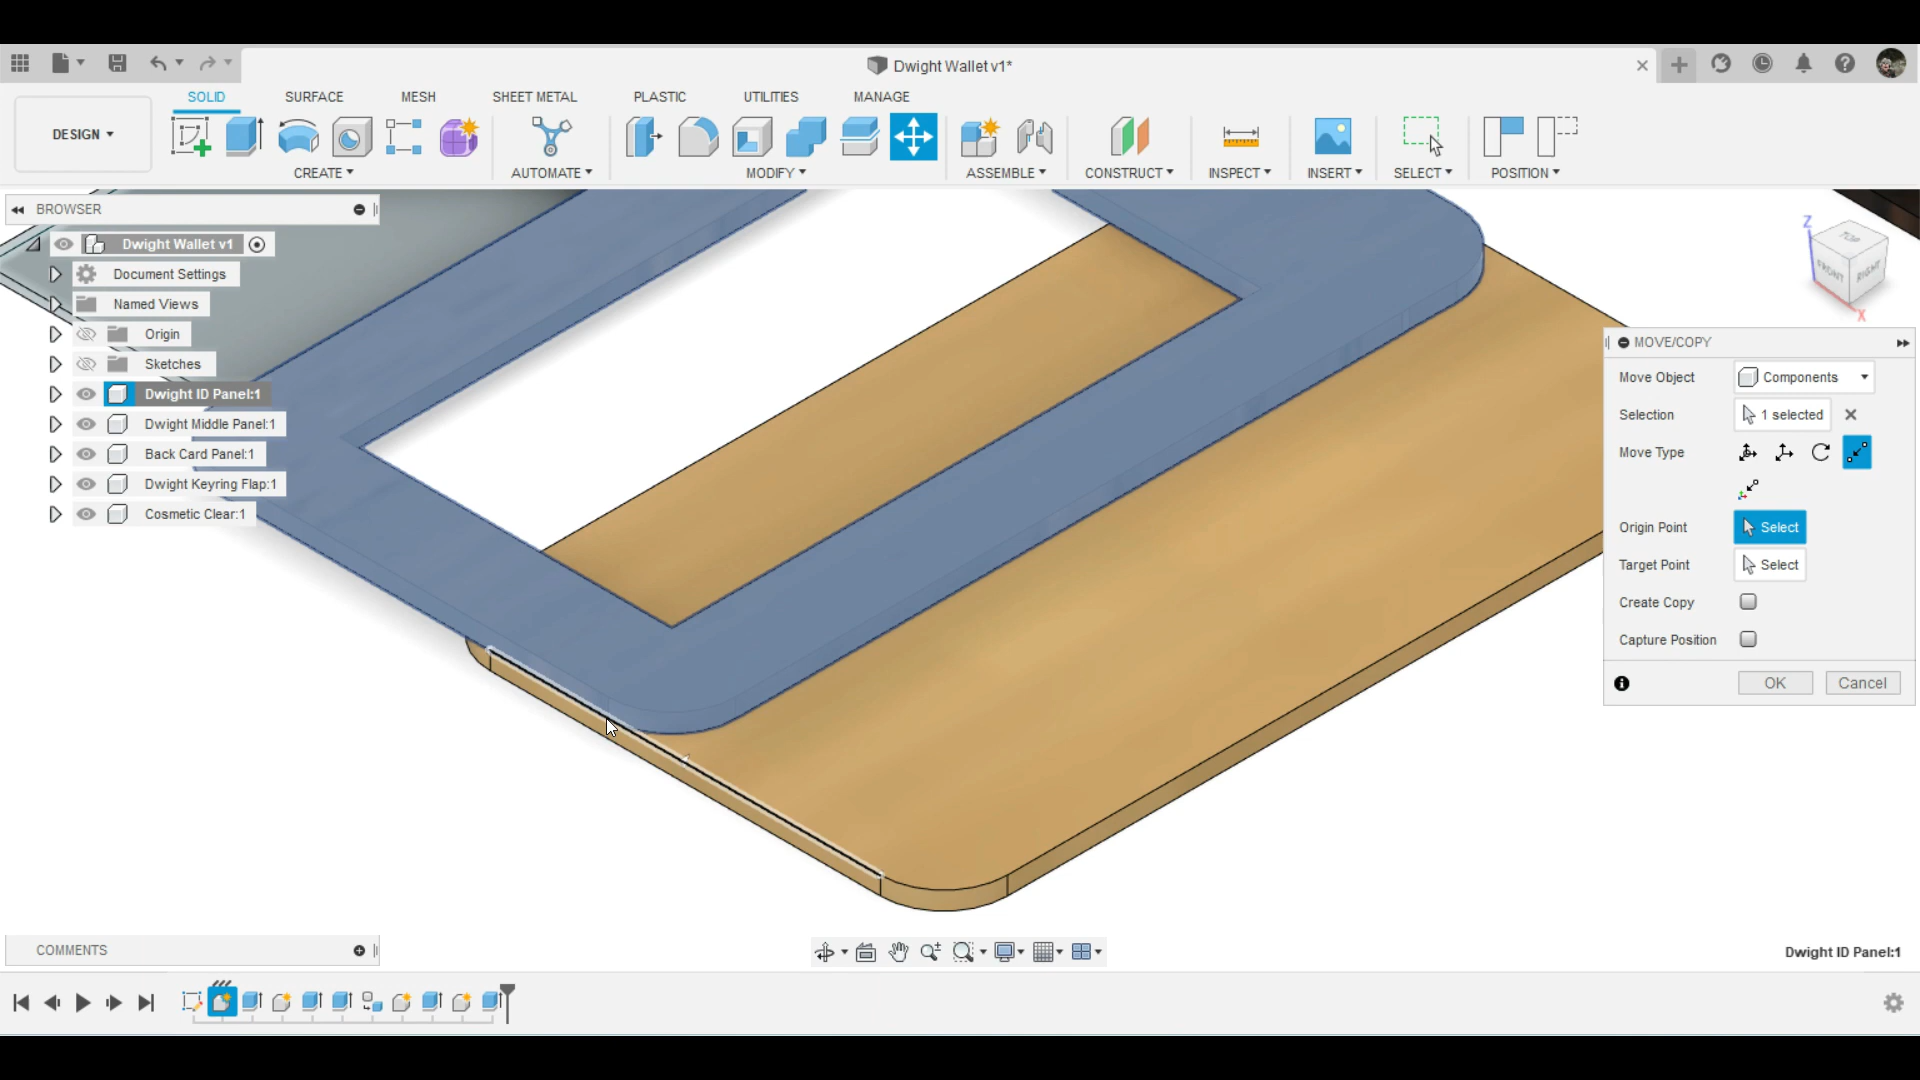 Dwight Wallet v1*
SOLID SURFACE MESH SHEET METAL PLASTIC UTILITIES MANAGE
DESIGN
CREATE AUTOMATE MODIFY ASSEMBLE CONSTRUCT INSPECT INSERT SELECT POSITION
BROWSER
Dwight Wallet v1
Document Settings
Named Views
Origin
Sketches
Dwight ID Panel:1
Dwight Middle Panel:1
Back Card Panel:1
Dwight Keyring Flap:1
Cosmetic Clear:1
Z
TOP
FRONT RIGHT
X
MOVE/COPY
Move Object Components
Selection 1 selected
Move Type
Origin Point Select
Target Point Select
Create Copy
Capture Position
OK Cancel
COMMENTS
Dwight ID Panel:1